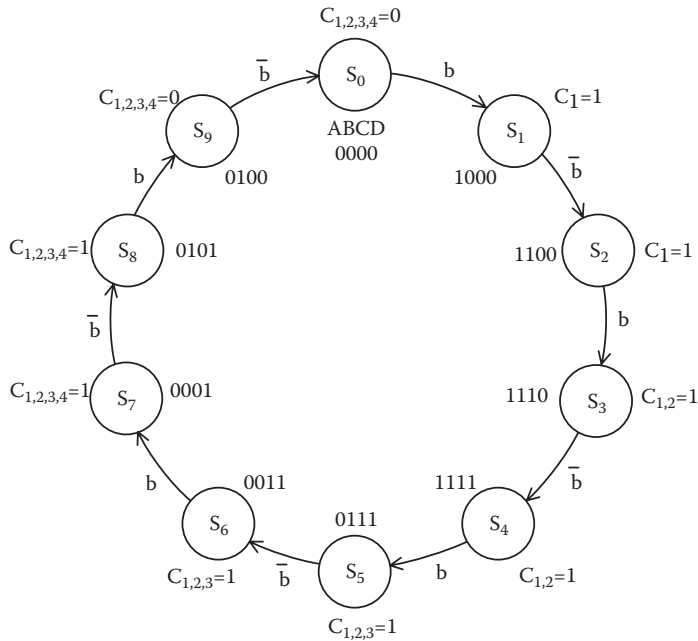 C₁,₂,₃,₄=0
b̅
S₀
b
C₁,₂,₃,₄=0
C₁=1
S₉
ABCD
S₁
0000
b̅
b
0100
1000
C₁,₂,₃,₄=1
S₈
0101
1100
S₂
C₁=1
b̅
b
C₁,₂,₃,₄=1
S₇
0001
1110
S₃
C₁,₂=1
b
0011
1111
b̅
S₆
0111
S₄
b̅
S₅
b
C₁,₂,₃=1
C₁,₂=1
C₁,₂,₃=1